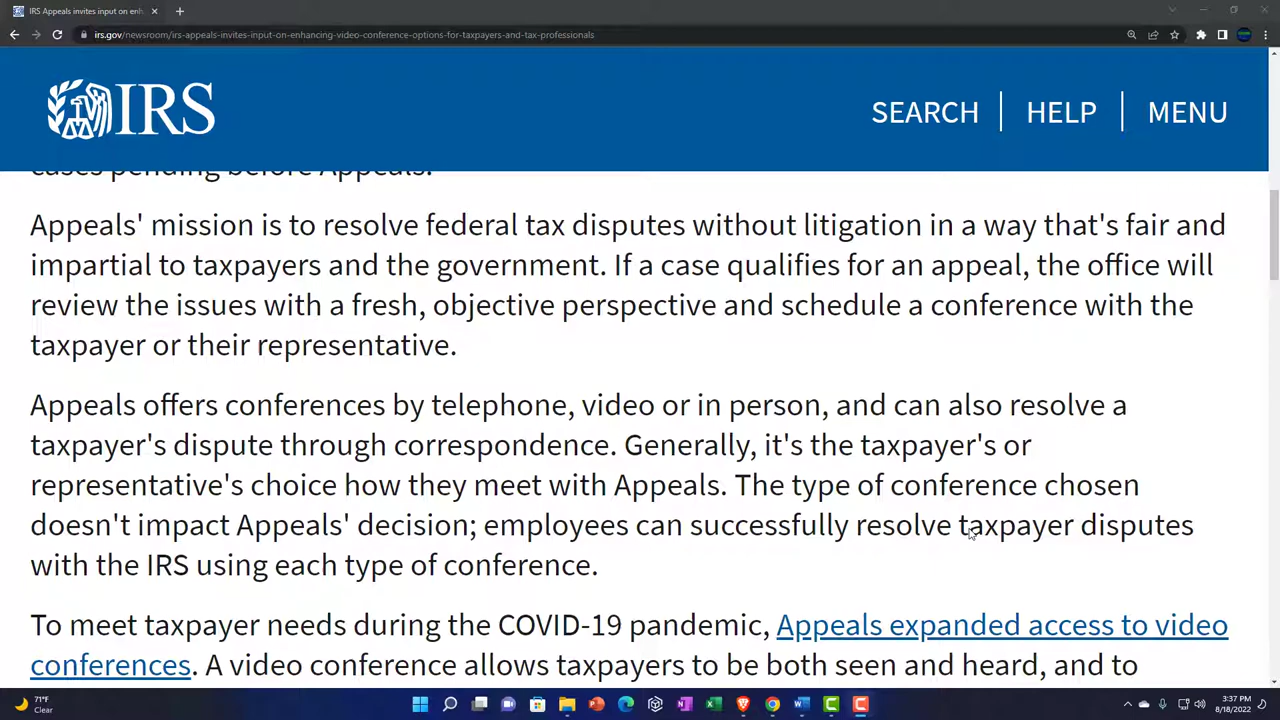 IRS Appeals invites input on enh
irs.gov/newsroom/irs-appeals-invites-input-on-enhancing-video-conference-options-for-taxpayers-and-tax-professionals
IRS
SEARCH
HELP
MENU
cases pending before Appeals.
Appeals' mission is to resolve federal tax disputes without litigation in a way that's fair and
impartial to taxpayers and the government. If a case qualifies for an appeal, the office will
review the issues with a fresh, objective perspective and schedule a conference with the
taxpayer or their representative.
Appeals offers conferences by telephone, video or in person, and can also resolve a
taxpayer's dispute through correspondence. Generally, it's the taxpayer's or
representative's choice how they meet with Appeals. The type of conference chosen
doesn't impact Appeals' decision; employees can successfully resolve taxpayer disputes
with the IRS using each type of conference.
To meet taxpayer needs during the COVID-19 pandemic, Appeals expanded access to video
conferences. A video conference allows taxpayers to be both seen and heard, and to
71°F
Clear
3:37 PM
8/18/2022